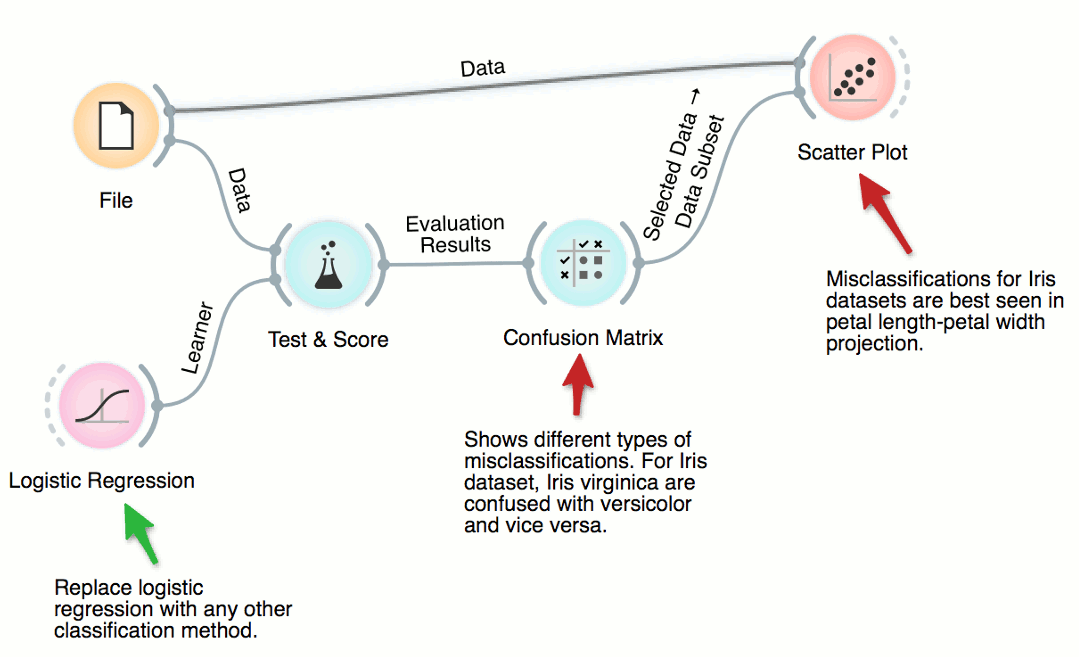 Data
Scatter Plot
File
Data
Selected Data →
Data Subset
Evaluation
Results
Test & Score
Confusion Matrix
Misclassifications for Iris
datasets are best seen in
petal length-petal width
projection.
Learner
Logistic Regression
Shows different types of
misclassifications. For Iris
dataset, Iris virginica are
confused with versicolor
and vice versa.
Replace logistic
regression with any other
classification method.